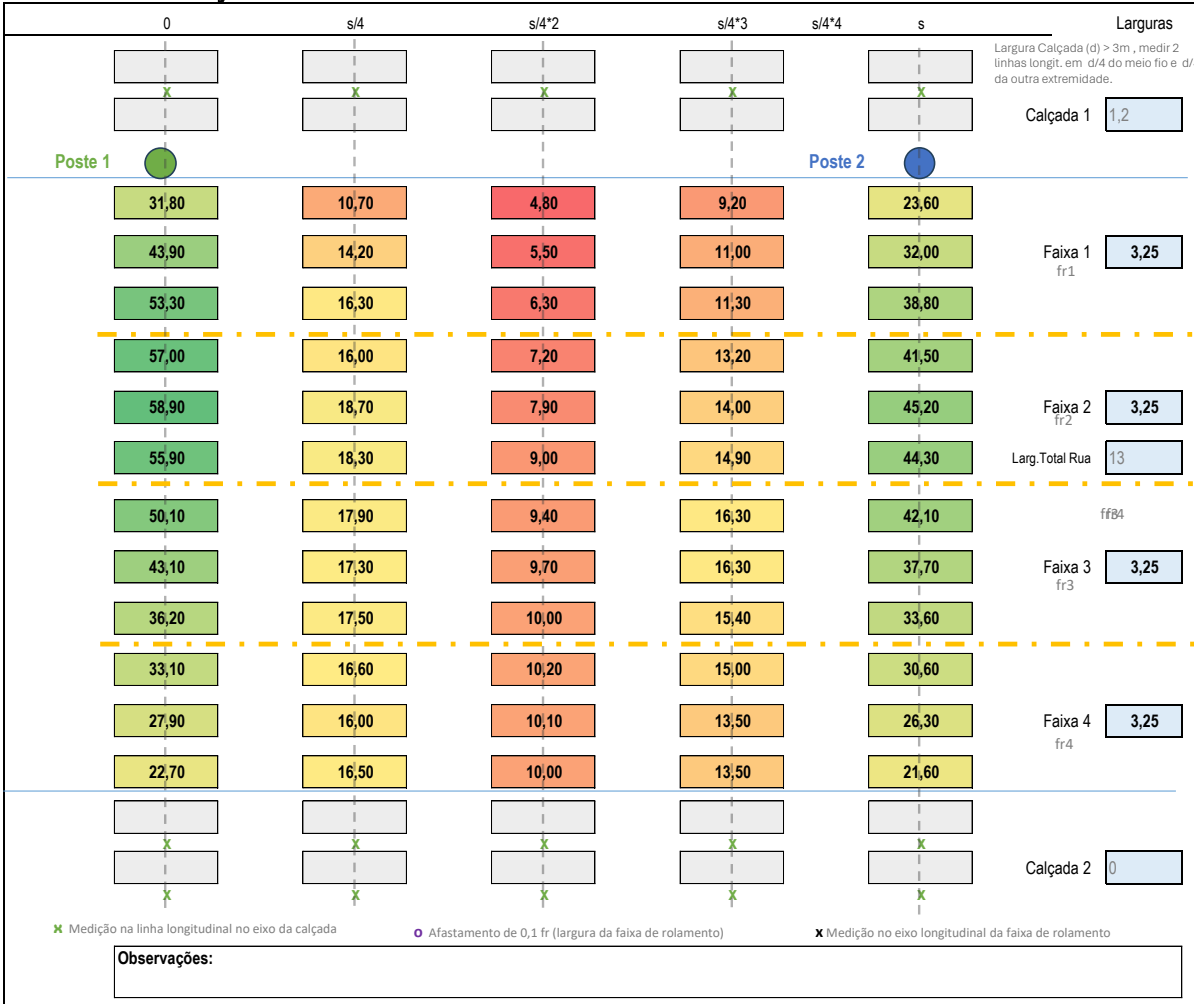 0 s/4 s/4*2 s/4*3 s/4*4 s Larguras
Largura Calçada (d) > 3m , medir 2
linhas longit. em d/4 do meio fio e d/
da outra extremidade.
x x x x x
Calçada 1 1,2
Poste 1 Poste 2
31,80 10,70 4,80 9,20 23,60
43,90 14,20 5,50 11,00 32,00 Faixa 1 3,25
fr1
53,30 16,30 6,30 11,30 38,80
57,00 16,00 7,20 13,20 41,50
58,90 18,70 7,90 14,00 45,20 Faixa 2 3,25
fr2
55,90 18,30 9,00 14,90 44,30 Larg.Total Rua 13
50,10 17,90 9,40 16,30 42,10
43,10 17,30 9,70 16,30 37,70 Faixa 3 3,25
fr3
36,20 17,50 10,00 15,40 33,60
33,10 16,60 10,20 15,00 30,60
27,90 16,00 10,10 13,50 26,30 Faixa 4 3,25
fr4
22,70 16,50 10,00 13,50 21,60
x x x x x
Calçada 2 0
x x x x x
x Medição na linha longitudinal no eixo da calçada o Afastamento de 0,1 fr (largura da faixa de rolamento) x Medição no eixo longitudinal da faixa de rolamento
Observações: